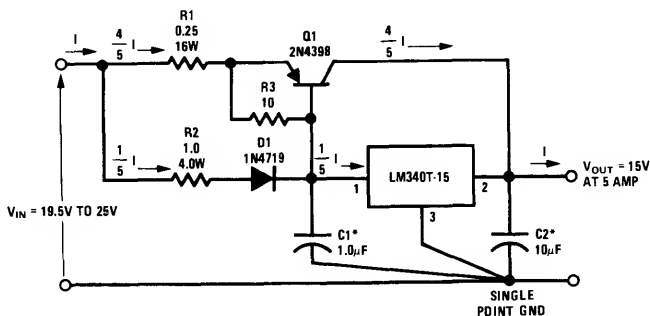 I
4/5 I
R1
0.25
16W
Q1
2N4398
4/5 I
R3
10
1/5 I
R2
1.0
4.0W
D1
1N4719
1/5 I
1
LM340T-15
2
3
I
VOUT = 15V
AT 5 AMP
VIN = 19.5V TO 25V
C1*
1.0μF
C2*
10μF
SINGLE
POINT GND